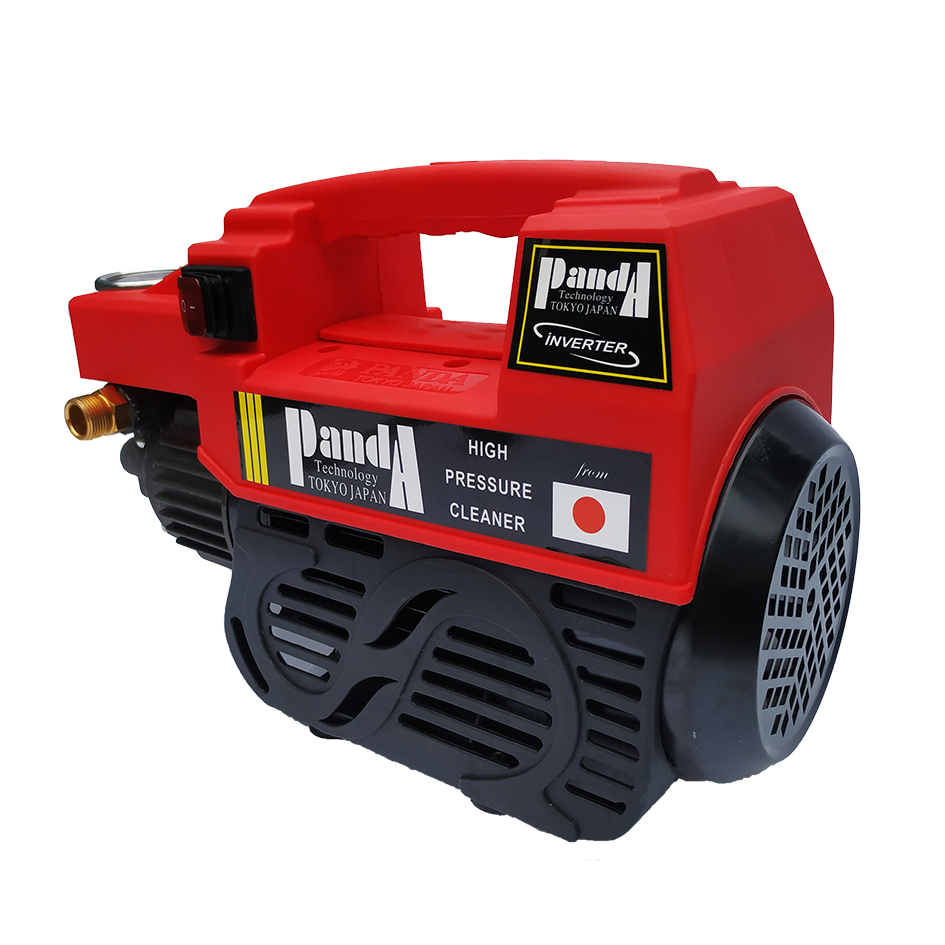 PandA
Technology
TOKYO JAPAN
iNVERTER
O I
PANDA
TOKYO JAPAN
PandA
Technology
TOKYO JAPAN
HIGH
PRESSURE
CLEANER
from